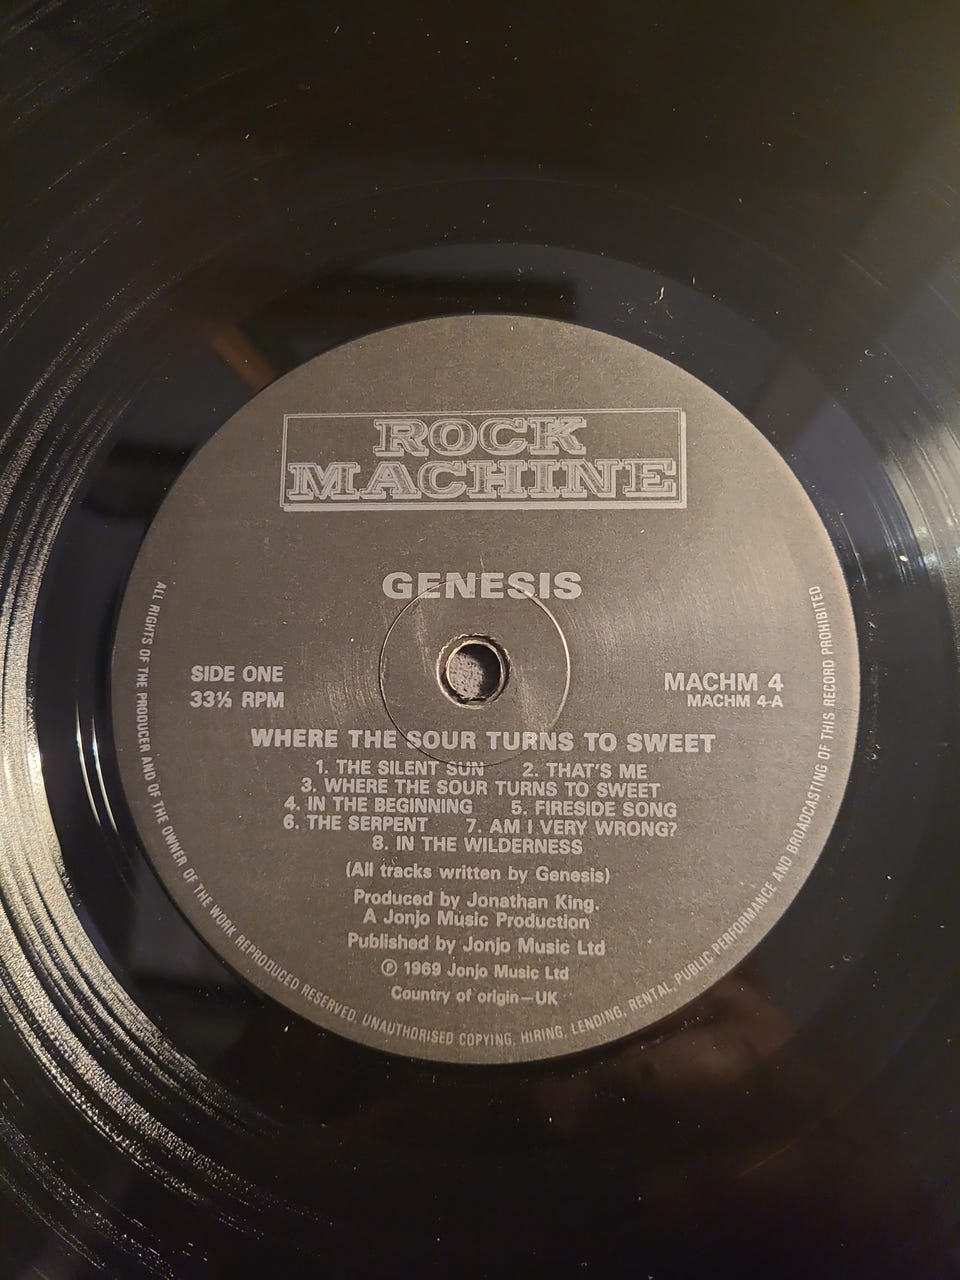 ROCK
MACHINE
GENESIS
SIDE ONE
33⅓ RPM
MACHM 4
MACHM 4-A
WHERE THE SOUR TURNS TO SWEET
1. THE SILENT SUN 2. THAT'S ME
3. WHERE THE SOUR TURNS TO SWEET
4. IN THE BEGINNING 5. FIRESIDE SONG
6. THE SERPENT 7. AM I VERY WRONG?
8. IN THE WILDERNESS
(All tracks written by Genesis)
Produced by Jonathan King.
A Jonjo Music Production
Published by Jonjo Music Ltd
℗ 1969 Jonjo Music Ltd
Country of origin—UK
ALL RIGHTS OF THE PRODUCER AND OF THE OWNER OF THE WORK REPRODUCED RESERVED. UNAUTHORISED COPYING, HIRING, LENDING, RENTAL, PUBLIC PERFORMANCE AND BROADCASTING OF THIS RECORD PROHIBITED